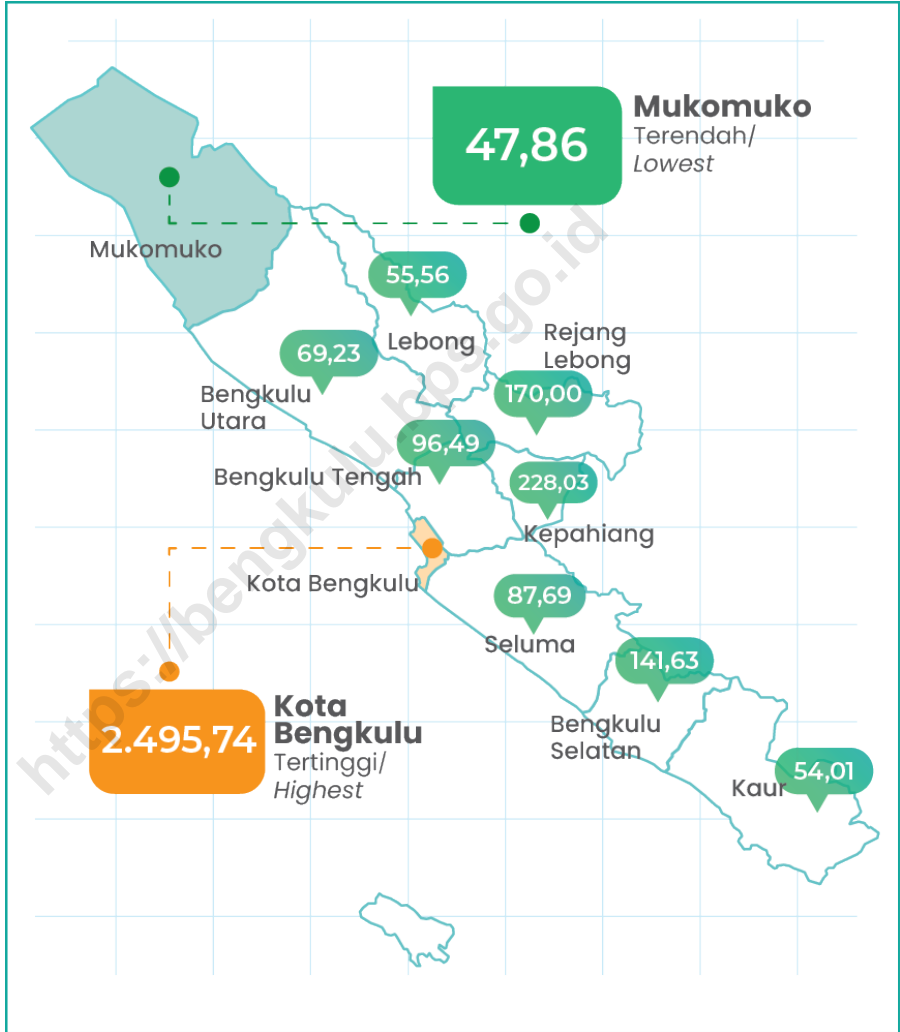 47,86
Mukomuko
Terendah/
Lowest
Mukomuko
55,56
Lebong
Rejang
Lebong
69,23
170,00
Bengkulu
Utara
96,49
Bengkulu Tengah
228,03
Kepahiang
Kota Bengkulu
87,69
Seluma
141,63
Bengkulu
Selatan
2.495,74
Kota
Bengkulu
Tertinggi/
Highest
54,01
Kaur
https://bengkulu.bps.go.id